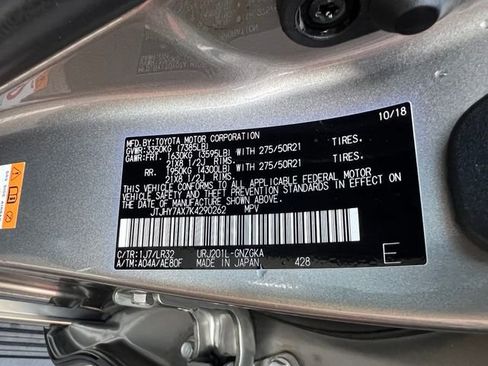 10/18
MFD.BY:TOYOTA MOTOR CORPORATION
GVWR:3350KG (7385LB)
GAWR:FRT. 1630KG (3595LB) WITH 275/50R21 TIRES.
21X8 1/2J RIMS.
RR. 1950KG (4300LB) WITH 275/50R21 TIRES.
21X8 1/2J RIMS.
THIS VEHICLE CONFORMS TO ALL APPLICABLE FEDERAL MOTOR
VEHICLE SAFETY AND THEFT PREVENTION STANDARDS IN EFFECT ON
THE DATE OF MANUFACTURE SHOWN ABOVE.
JTJHY7AX7K4290262 MPV
C/TR:1J7/LR32 URJ201L-GNZGKA
A/TM:A04A/AE80F MADE IN JAPAN 428 E